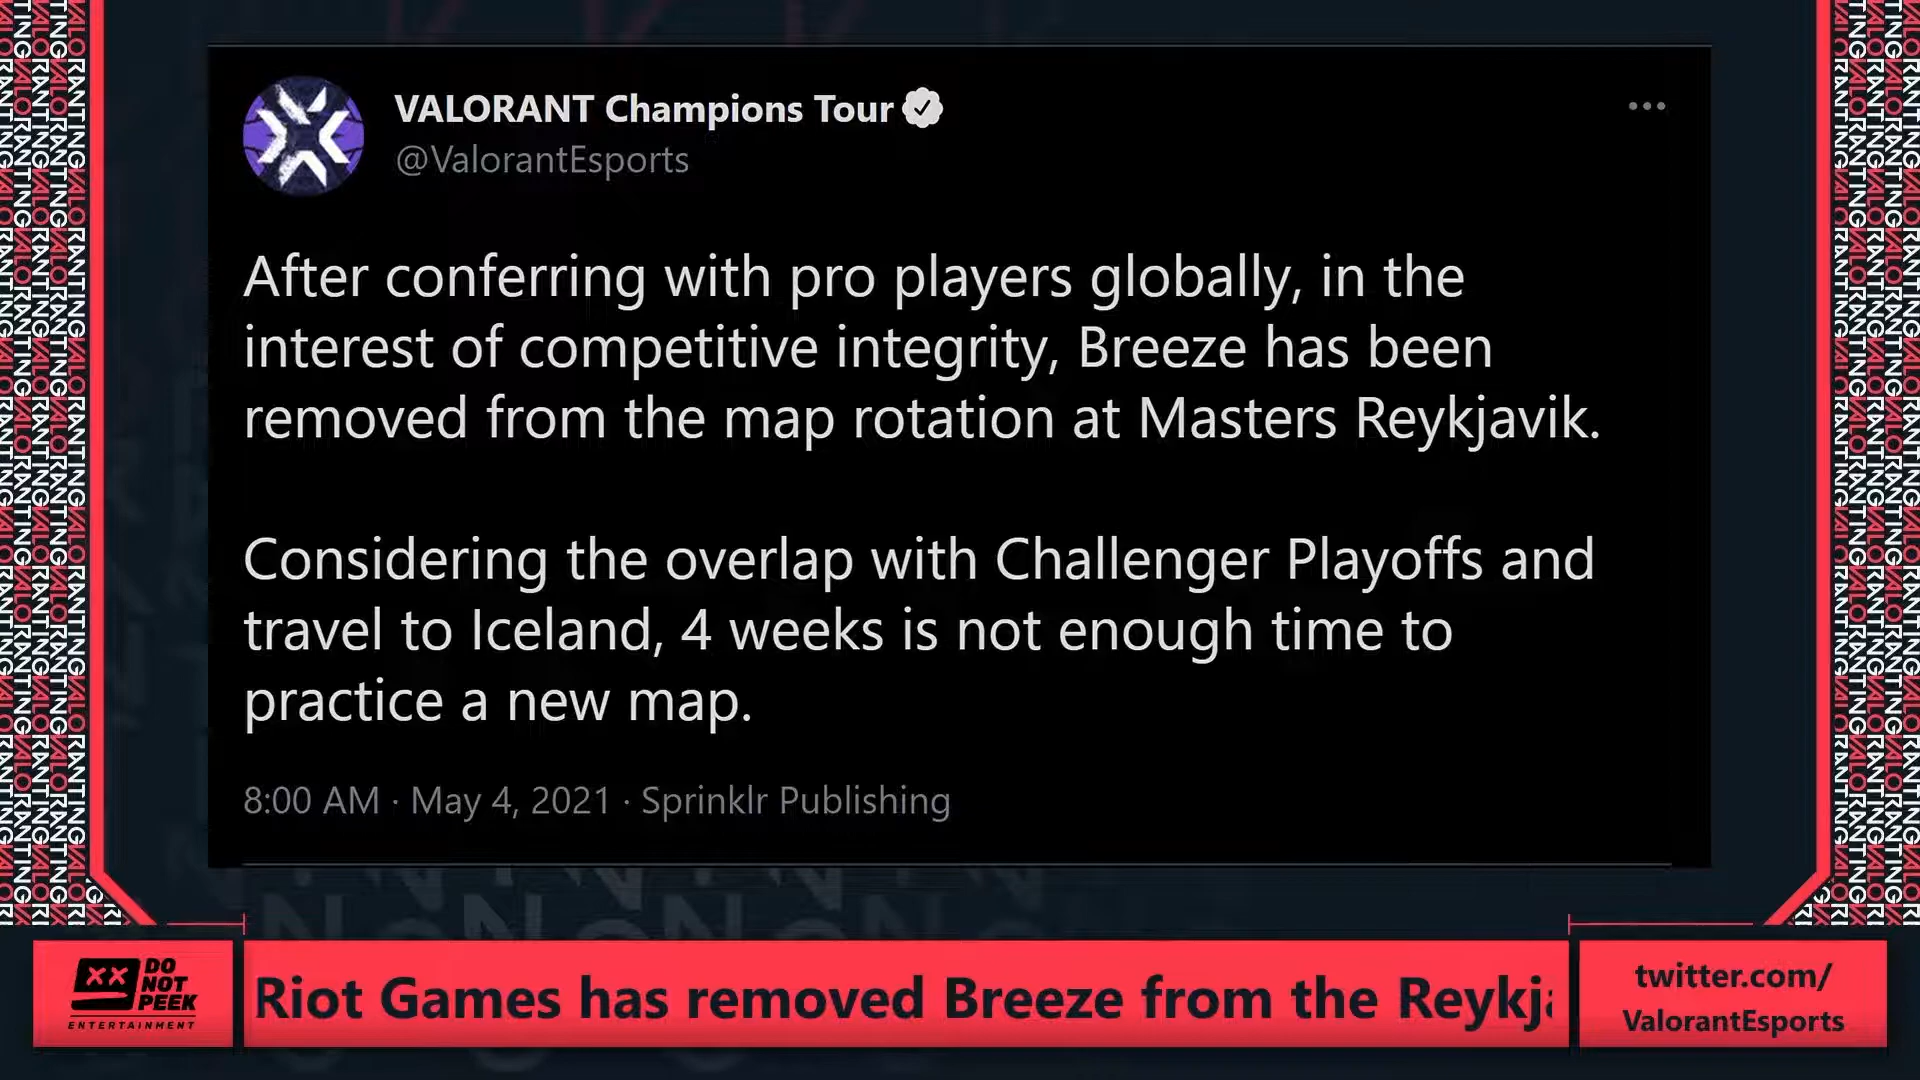 VALORANT Champions Tour
@ValorantEsports
After conferring with pro players globally, in the
interest of competitive integrity, Breeze has been
removed from the map rotation at Masters Reykjavik.
Considering the overlap with Challenger Playoffs and
travel to Iceland, 4 weeks is not enough time to
practice a new map.
8:00 AM · May 4, 2021 · Sprinklr Publishing
DO
NOT
PEEK
ENTERTAINMENT
Riot Games has removed Breeze from the Reykj
twitter.com/
ValorantEsports